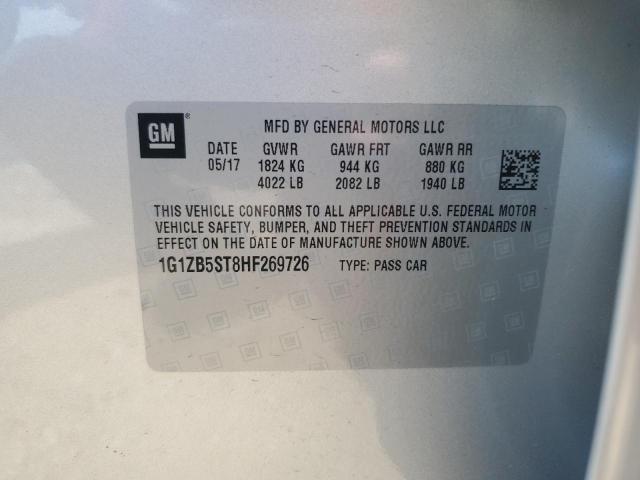 GM ®
MFD BY GENERAL MOTORS LLC
DATE GVWR GAWR FRT GAWR RR
05/17 1824 KG 944 KG 880 KG
4022 LB 2082 LB 1940 LB
THIS VEHICLE CONFORMS TO ALL APPLICABLE U.S. FEDERAL MOTOR
VEHICLE SAFETY, BUMPER, AND THEFT PREVENTION STANDARDS IN
EFFECT ON THE DATE OF MANUFACTURE SHOWN ABOVE.
1G1ZB5ST8HF269726 TYPE: PASS CAR